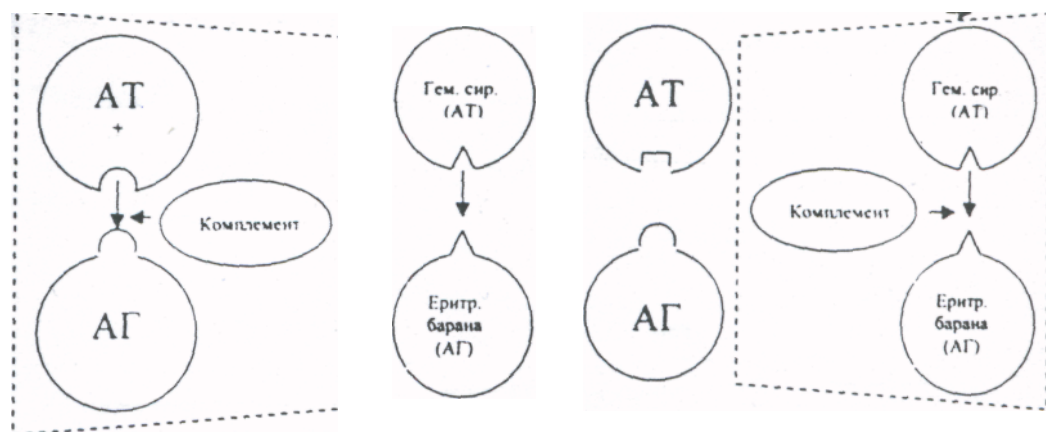 АТ
+
Комплемент
АГ
Гем. сир.
(АТ)
Еритр.
барана
(АГ)
АТ
АГ
Комплемент
Гем. сир.
(АТ)
Еритр.
барана
(АГ)